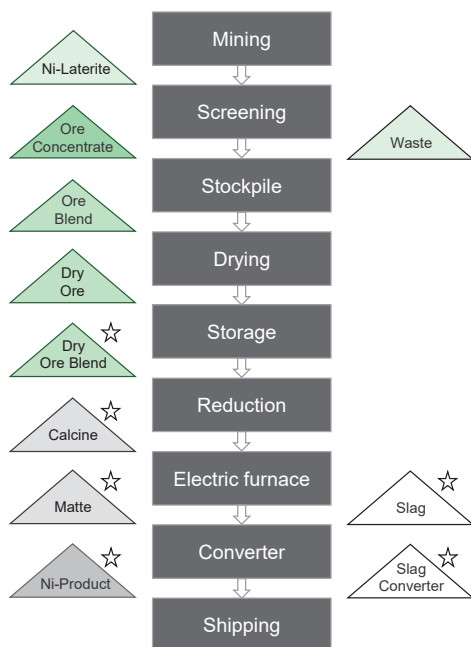 Mining
Ni-Laterite
Screening
Ore
Concentrate
Waste
Stockpile
Ore
Blend
Drying
Dry
Ore
Storage
Dry
Ore Blend
Reduction
Calcine
Electric furnace
Matte
Slag
Converter
Ni-Product
Slag
Converter
Shipping